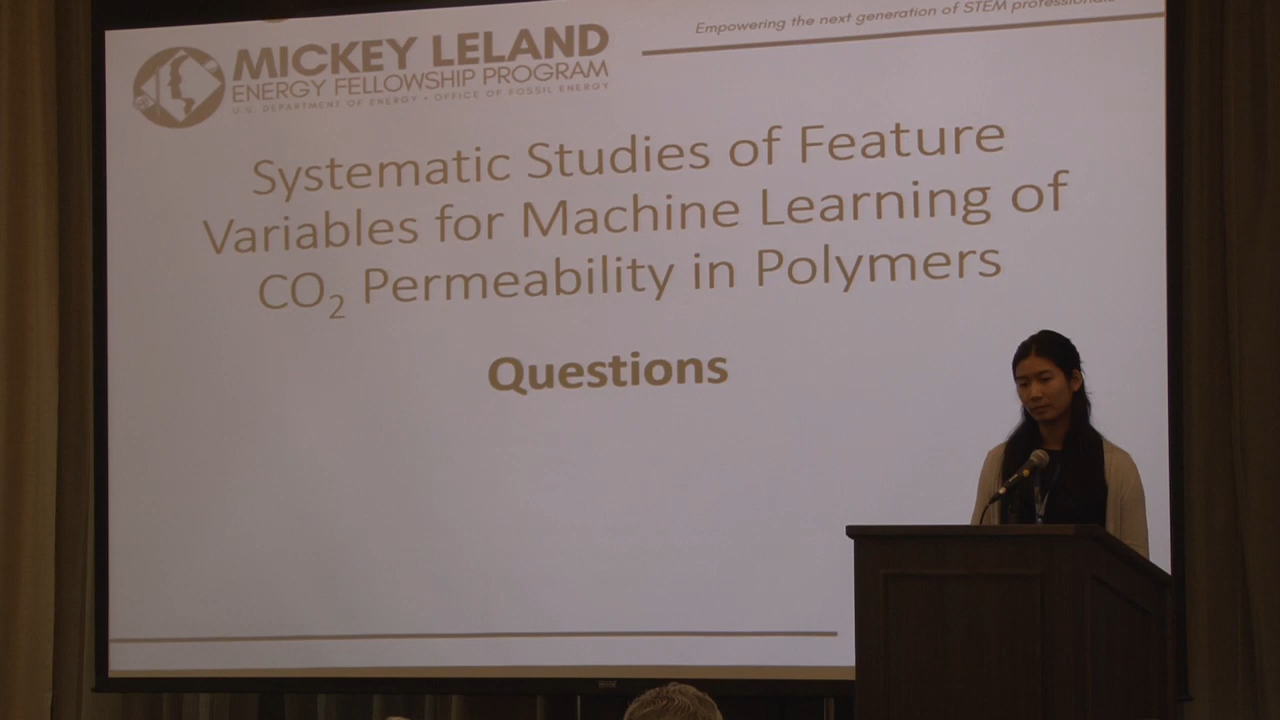 Empowering the next generation of STEM professionals
MICKEY LELAND
ENERGY FELLOWSHIP PROGRAM
U.S. DEPARTMENT OF ENERGY • OFFICE OF FOSSIL ENERGY
Systematic Studies of Feature
Variables for Machine Learning of
CO₂ Permeability in Polymers
Questions